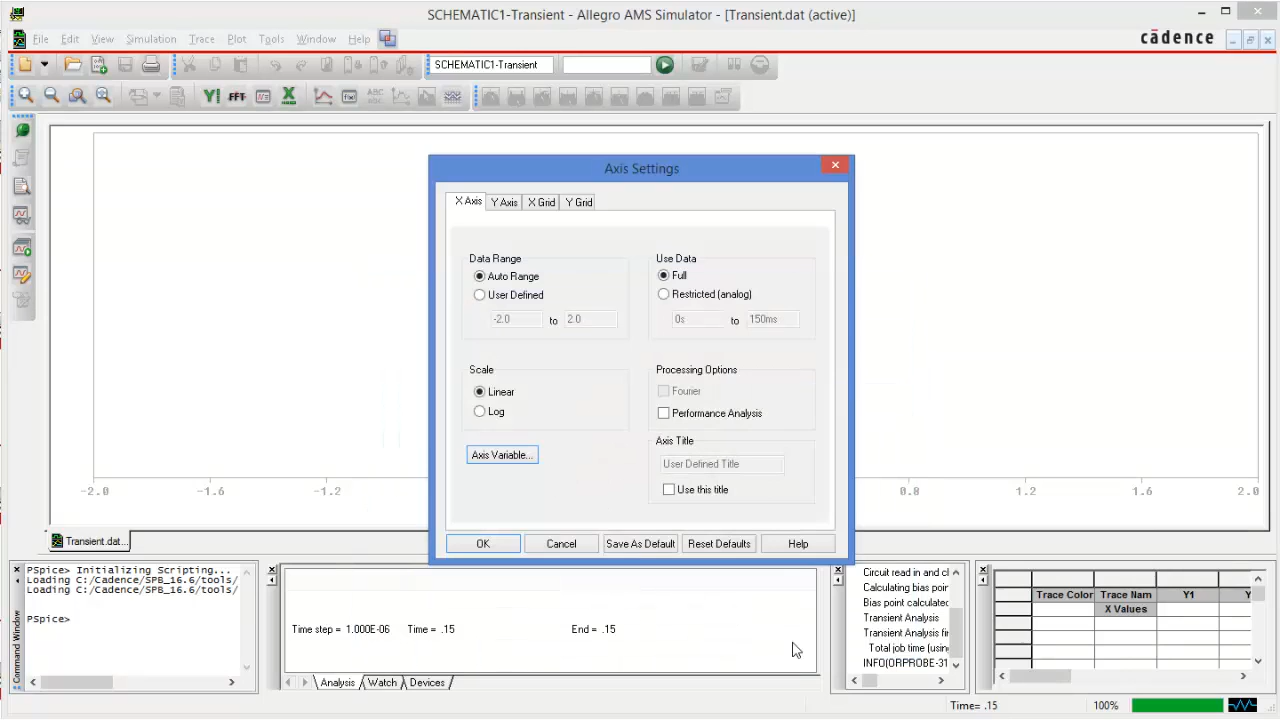 SCHEMATIC1-Transient - Allegro AMS Simulator - [Transient.dat (active)]
File Edit View Simulation Trace Plot Tools Window Help
cādence
SCHEMATIC1-Transient
FFT
Axis Settings
X Axis Y Axis X Grid Y Grid
Data Range
Auto Range
User Defined
-2.0 to 2.0
Use Data
Full
Restricted (analog)
0s to 150ms
Scale
Linear
Log
Processing Options
Fourier
Performance Analysis
Axis Variable...
Axis Title
User Defined Title
Use this title
OK Cancel Save As Default Reset Defaults Help
-2.0 -1.6 -1.2 0.8 1.2 1.6 2.0
Transient.dat...
Command Window
PSpice> Initializing Scripting...
Loading C:/Cadence/SPB_16.6/tools/
Loading C:/Cadence/SPB_16.6/tools/
PSpice>
Time step = 1.000E-06 Time = .15 End = .15
Analysis Watch Devices
Circuit read in and cl
Calculating bias poin
Bias point calculated
Transient Analysis
Transient Analysis fir
Total job time (using
INFO(ORPROBE-31
Trace Color Trace Nam Y1 Y
X Values
Time= .15 100%